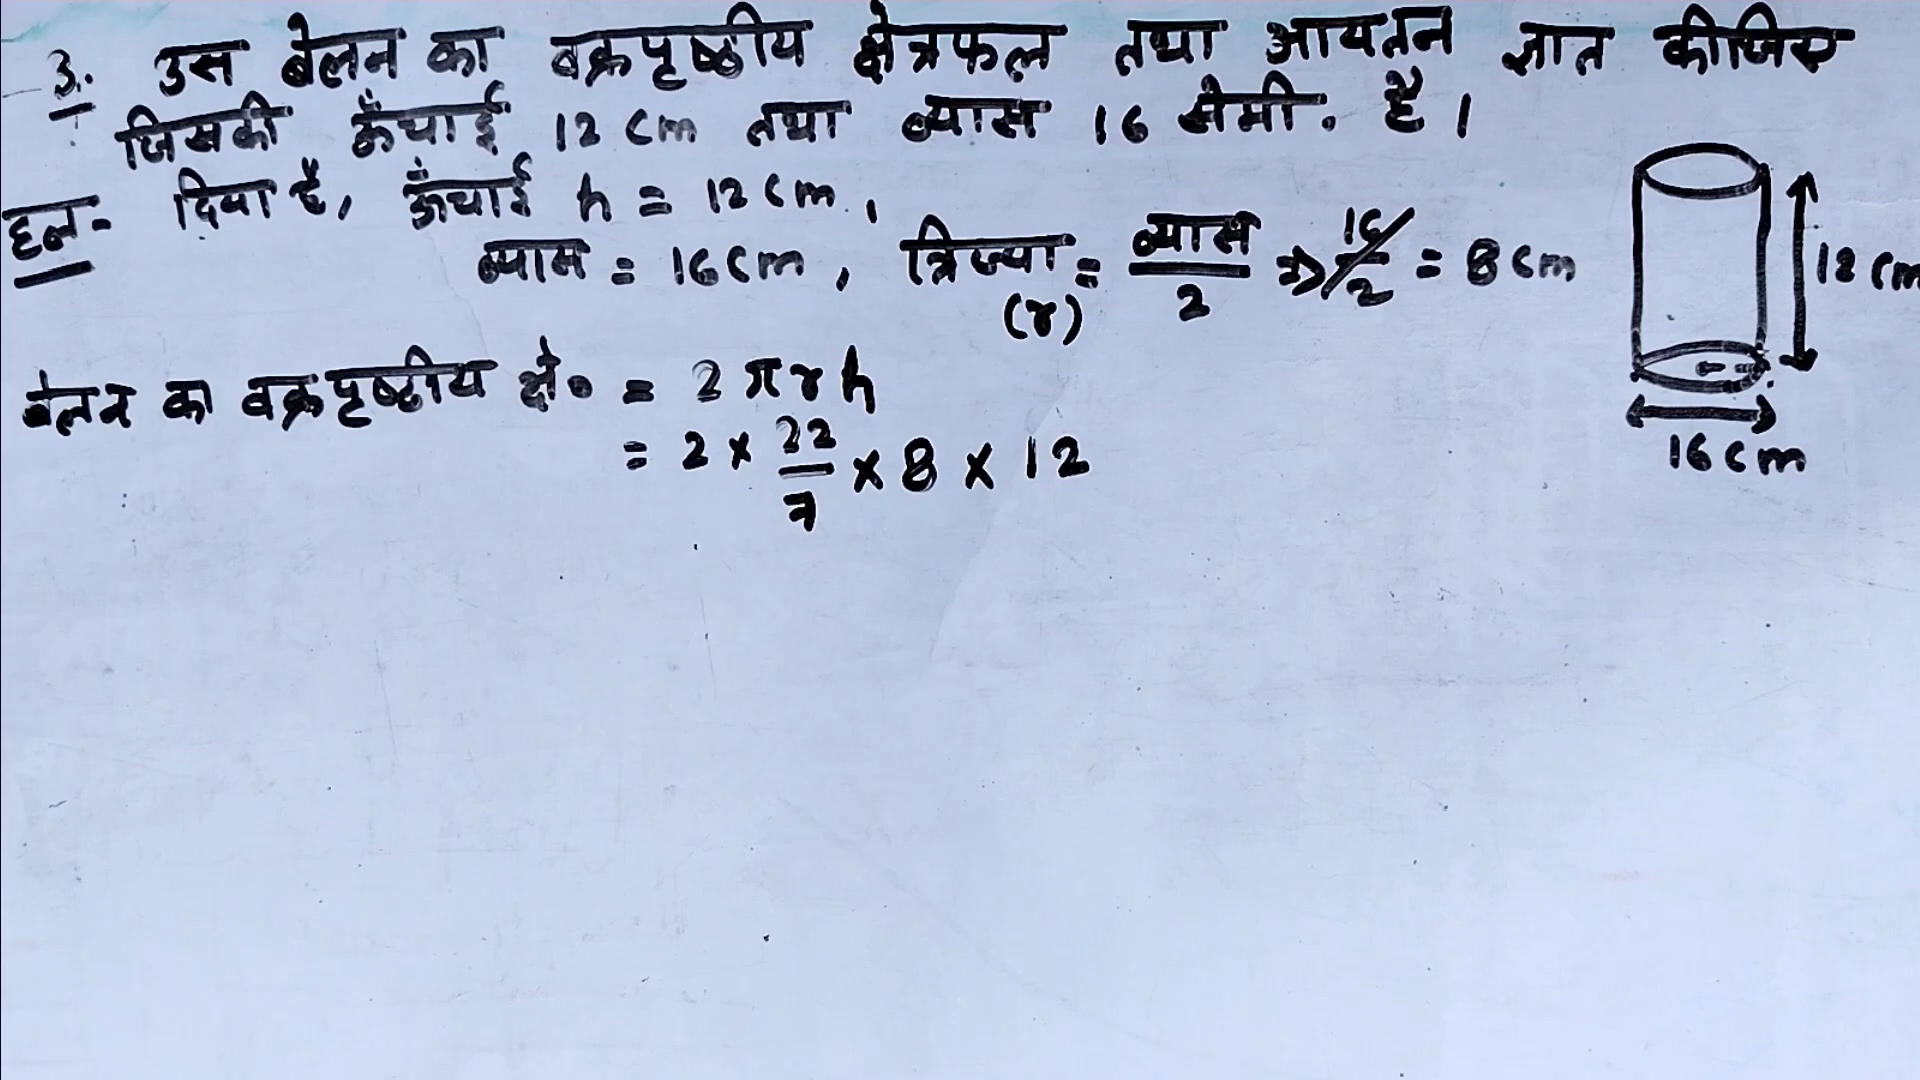 3. उस बेलन का वक्रपृष्ठीय क्षेत्रफल तथा आयतन ज्ञात कीजिए
जिसकी ऊँचाई 12 cm तथा व्यास 16 सेमी. है।
हल- दिया है, ऊँचाई h = 12 cm,
व्यास = 16 cm, त्रिज्या (r) = व्यास/2 => 16/2 = 8 cm
12 cm
16 cm
बेलन का वक्रपृष्ठीय क्षे० = 2πrh
= 2 × 22/7 × 8 × 12